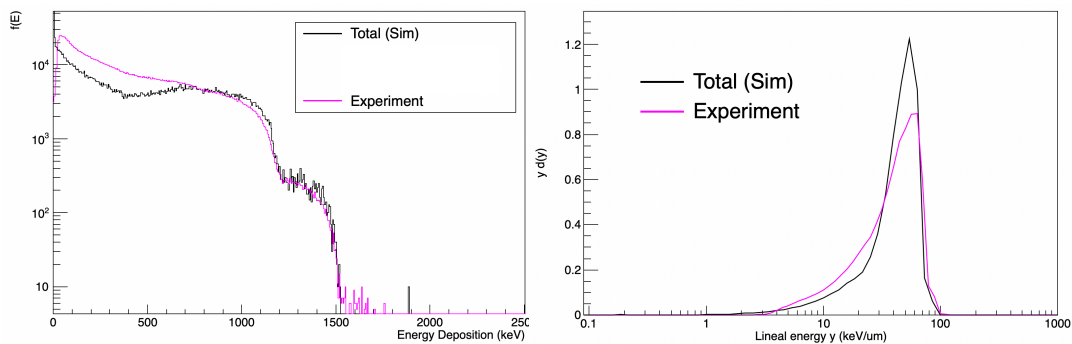 f(E)
10⁴
10³
10²
10
0 500 1000 1500 2000 250
Energy Deposition (keV)
Total (Sim)
Experiment
y d(y)
1.2
1
0.8
0.6
0.4
0.2
0
0.1 1 10 100 1000
Lineal energy y (keV/um)
Total (Sim)
Experiment